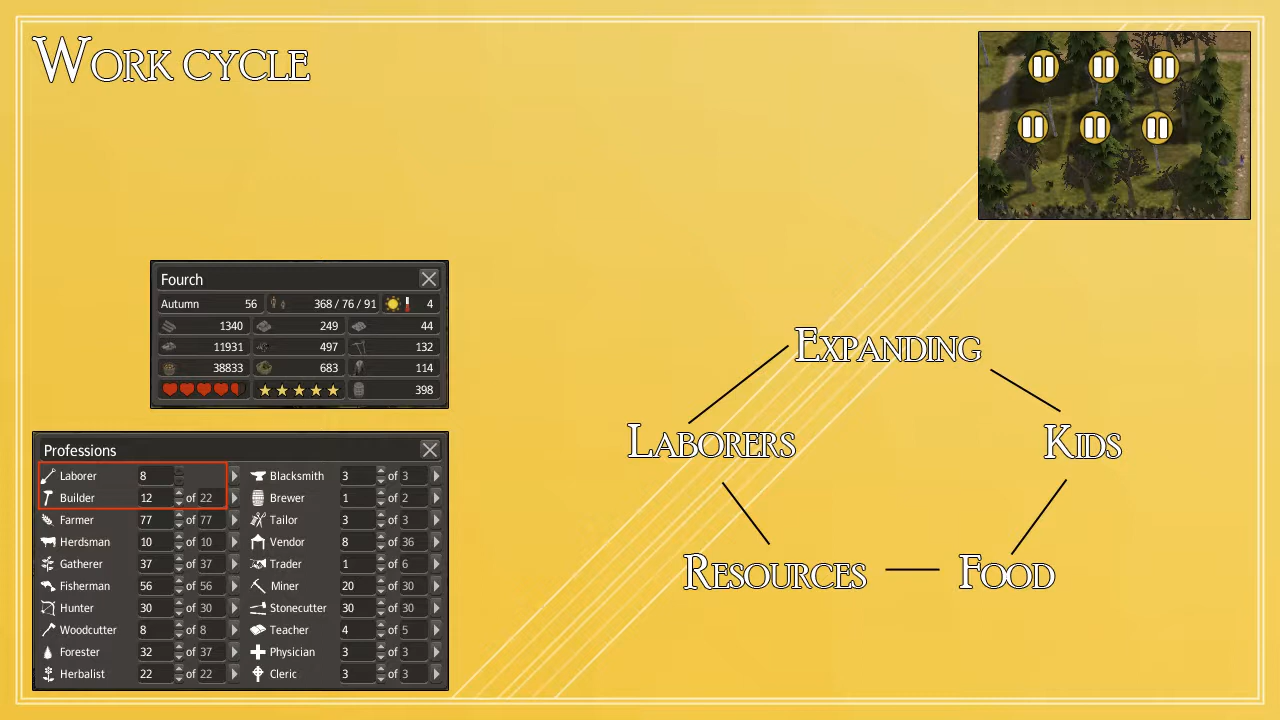 Work cycle
Fourch
Autumn 56 368 / 76 / 91 4
1340 249 44
11931 497 132
38833 683 114
398
Professions
Laborer 8
Builder 12 of 22
Farmer 77 of 77
Herdsman 10 of 10
Gatherer 37 of 37
Fisherman 56 of 56
Hunter 30 of 30
Woodcutter 8 of 8
Forester 32 of 37
Herbalist 22 of 22
Blacksmith 3 of 3
Brewer 1 of 2
Tailor 3 of 3
Vendor 8 of 36
Trader 1 of 6
Miner 20 of 30
Stonecutter 30 of 30
Teacher 4 of 5
Physician 3 of 3
Cleric 3 of 3
Expanding
Laborers
Kids
Resources
Food